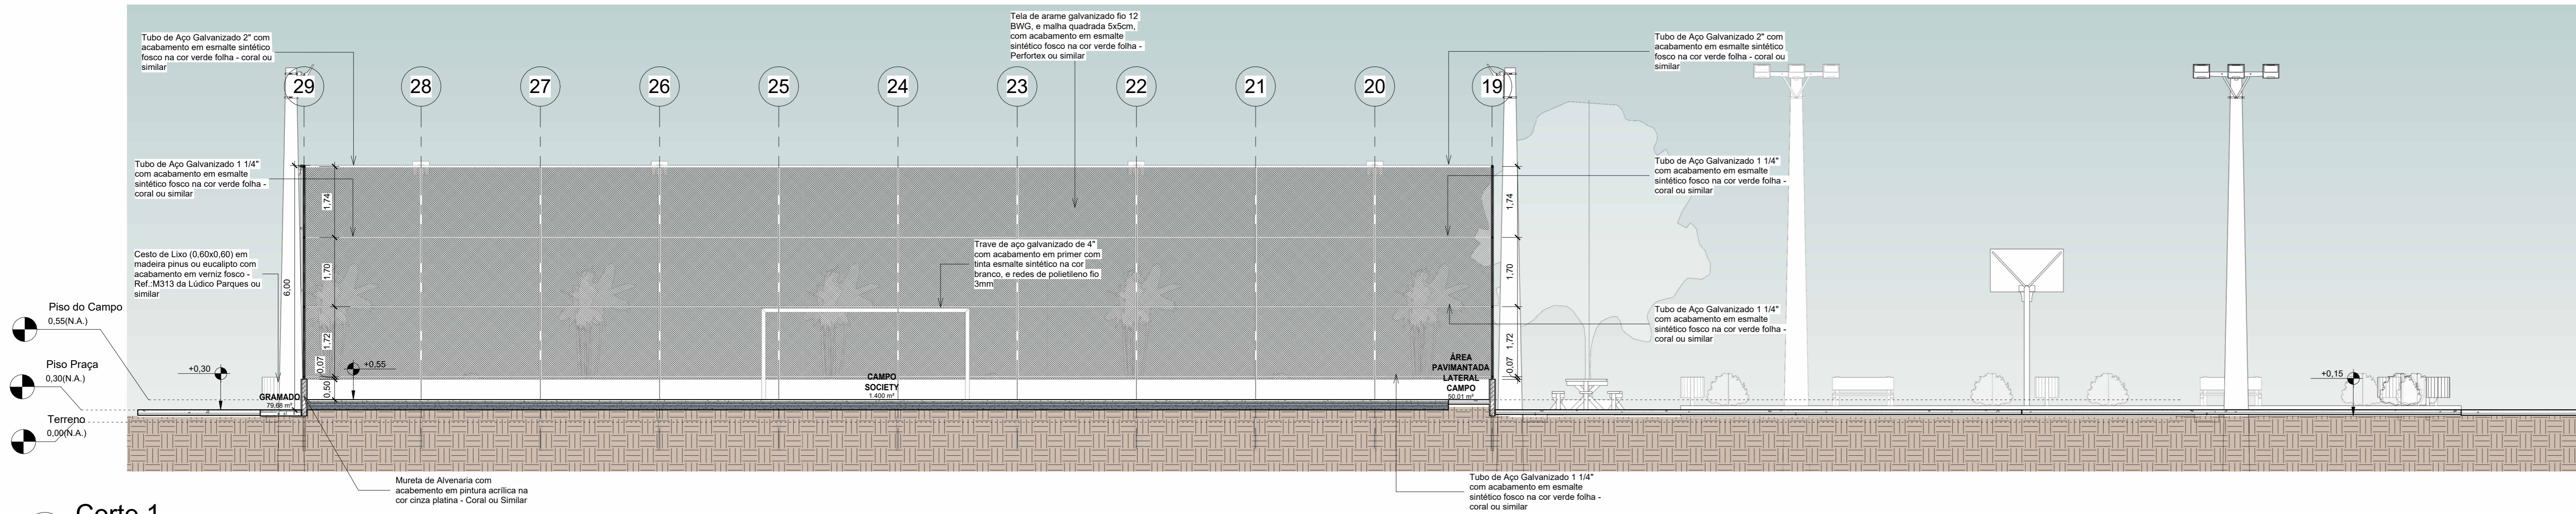 Tubo de Aço Galvanizado 2" com
acabamento em esmalte sintético
fosco na cor verde folha - coral ou
similar
Tela de arame galvanizado fio 12
BWG, e malha quadrada 5x5cm,
com acabamento em esmalte
sintético fosco na cor verde folha -
Perfortex ou similar
Tubo de Aço Galvanizado 2" com
acabamento em esmalte sintético
fosco na cor verde folha - coral ou
similar
29
28
27
26
25
24
23
22
21
20
19
Tubo de Aço Galvanizado 1 1/4"
com acabamento em esmalte
sintético fosco na cor verde folha -
coral ou similar
Tubo de Aço Galvanizado 1 1/4"
com acabamento em esmalte
sintético fosco na cor verde folha -
coral ou similar
1,74
1,74
Cesto de Lixo (0,60x0,60) em
madeira pinus ou eucalipto com
acabamento em verniz fosco -
Ref.:M313 da Lúdico Parques ou
similar
6,00
1,70
Trave de aço galvanizado de 4"
com acabamento em primer com
tinta esmalte sintético na cor
branco, e redes de polietileno fio
3mm
1,70
Piso do Campo
0,55(N.A.)
Tubo de Aço Galvanizado 1 1/4"
com acabamento em esmalte
sintético fosco na cor verde folha -
coral ou similar
1,72
0,07
0,50
1,72
0,07
Piso Praça
0,30(N.A.)
+0,30
+0,55
+0,15
CAMPO
SOCIETY
1.400 m²
ÁREA
PAVIMANTADA
LATERAL
CAMPO
50,01 m²
GRAMADO
79,68 m²
Terreno
0,00(N.A.)
Mureta de Alvenaria com
acabemento em pintura acrílica na
cor cinza platina - Coral ou Similar
Tubo de Aço Galvanizado 1 1/4"
com acabamento em esmalte
sintético fosco na cor verde folha -
coral ou similar
Corte 1